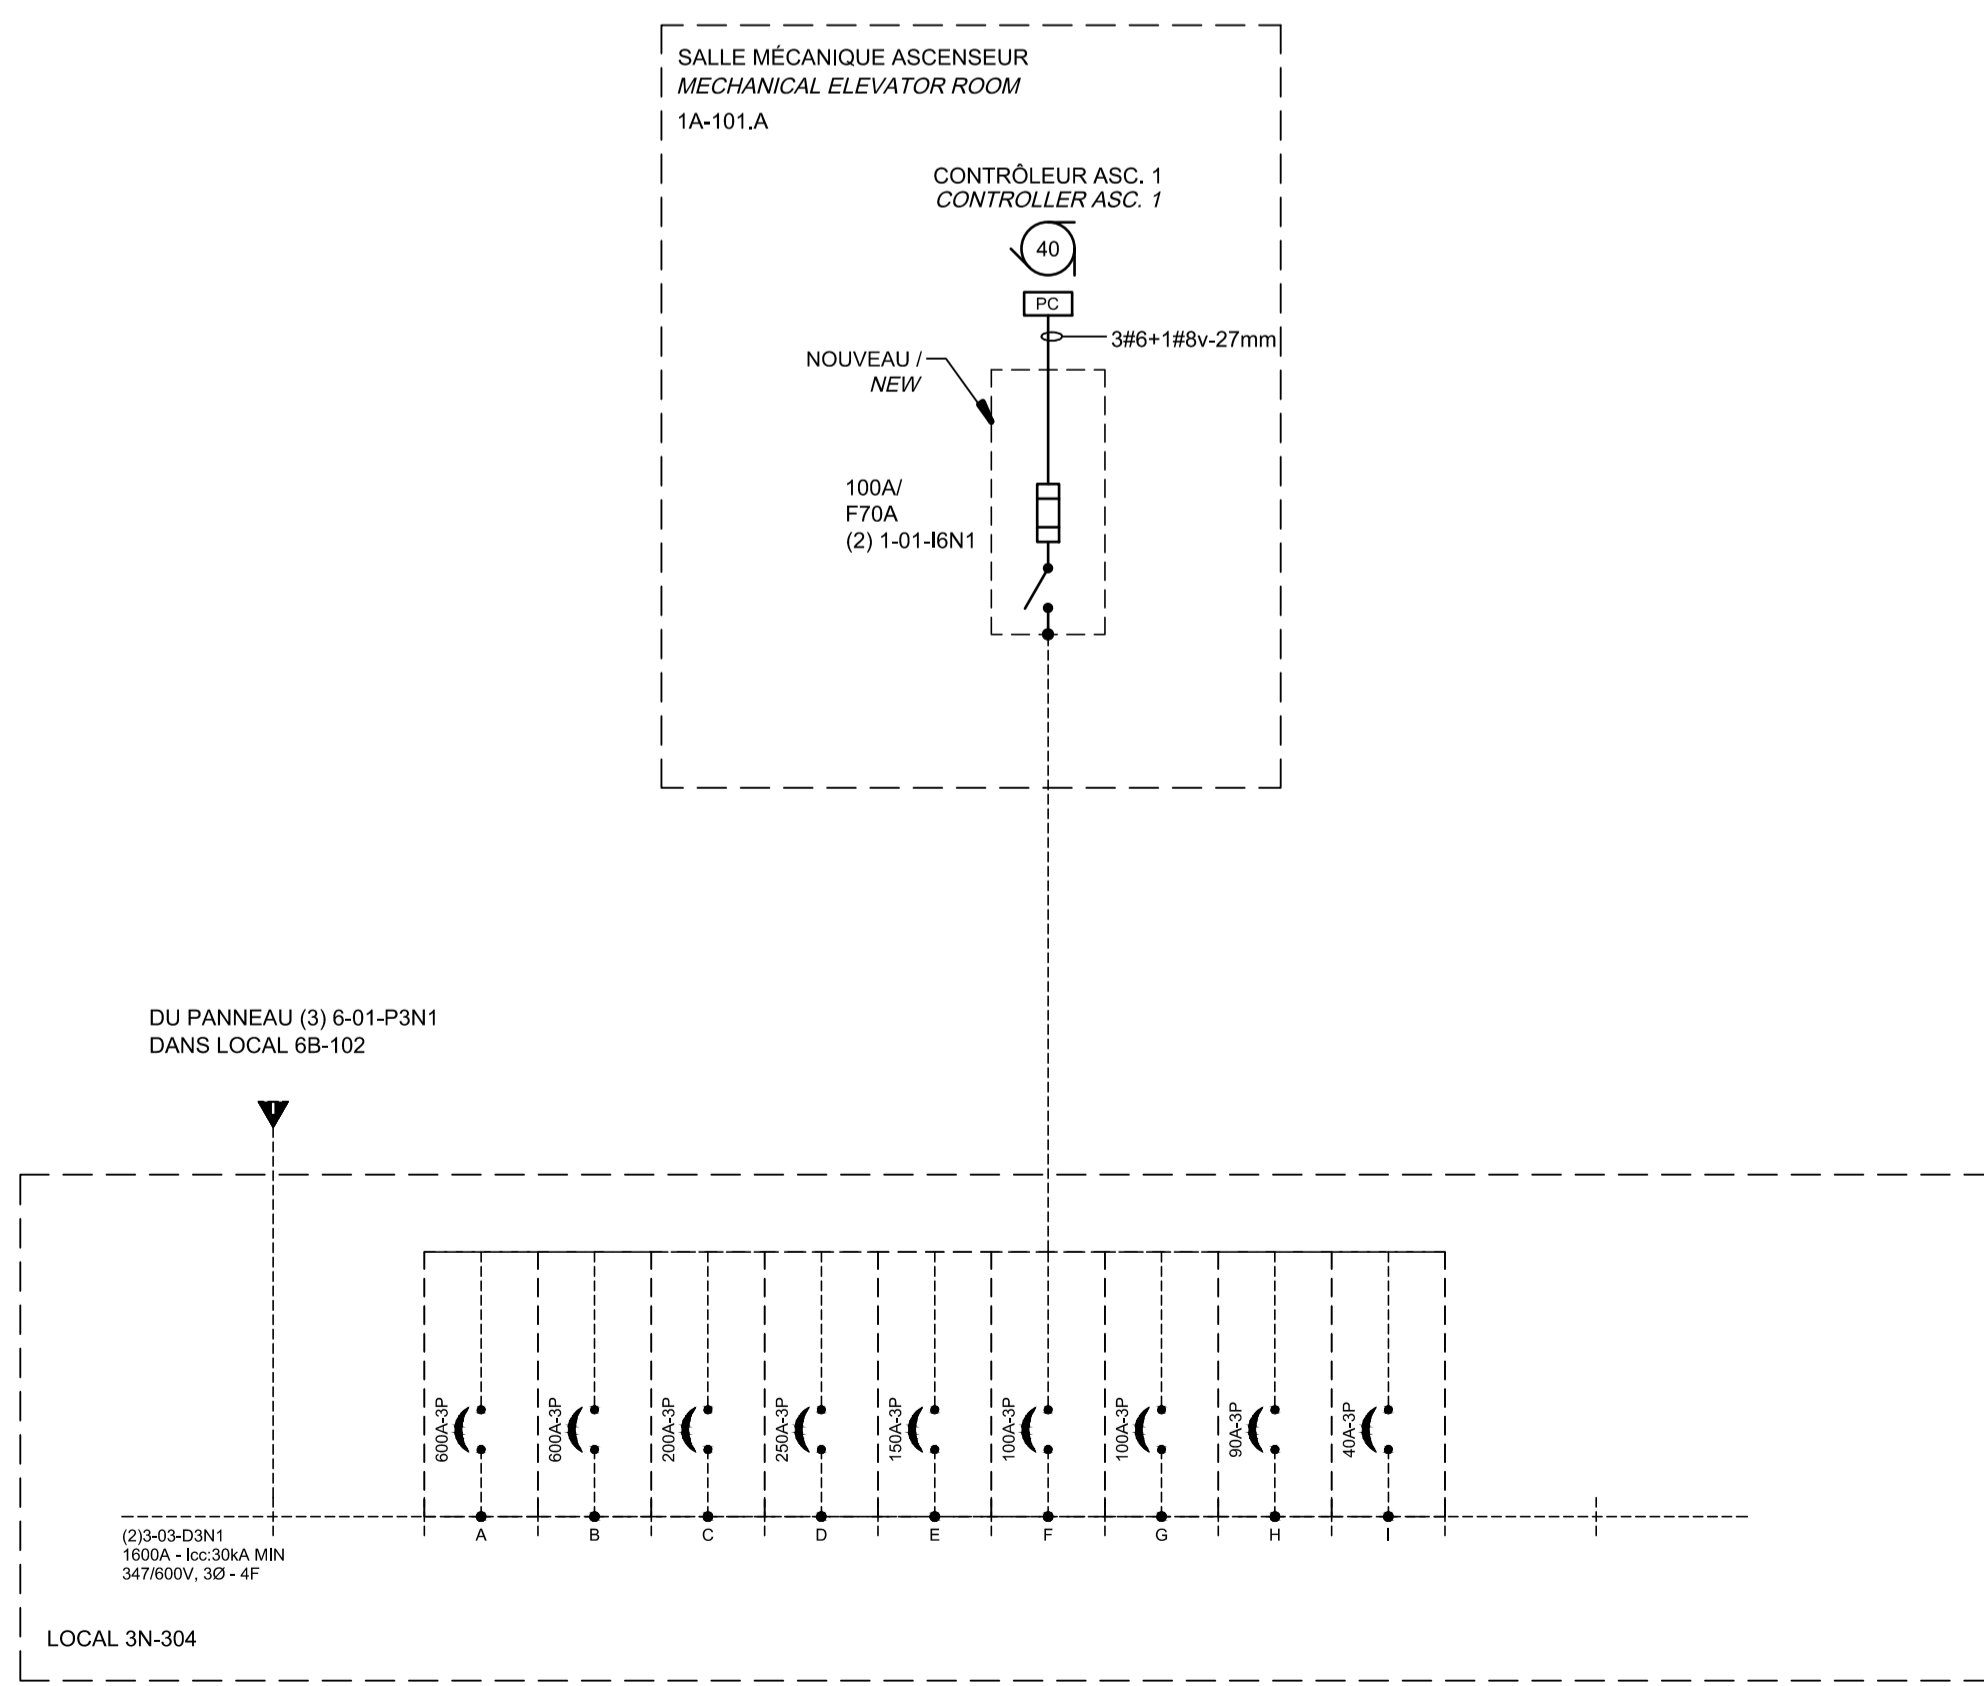 SALLE MÉCANIQUE ASCENSEUR
MECHANICAL ELEVATOR ROOM
1A-101.A
CONTRÔLEUR ASC. 1
CONTROLLER ASC. 1
40
PC
3#6+1#8v-27mm
NOUVEAU /
NEW
100A/
F70A
(2) 1-01-I6N1
DU PANNEAU (3) 6-01-P3N1
DANS LOCAL 6B-102
I
600A-3P
600A-3P
200A-3P
250A-3P
150A-3P
100A-3P
100A-3P
90A-3P
40A-3P
A
B
C
D
E
F
G
H
I
(2)3-03-D3N1
1600A - Icc:30kA MIN
347/600V, 3Ø - 4F
LOCAL 3N-304